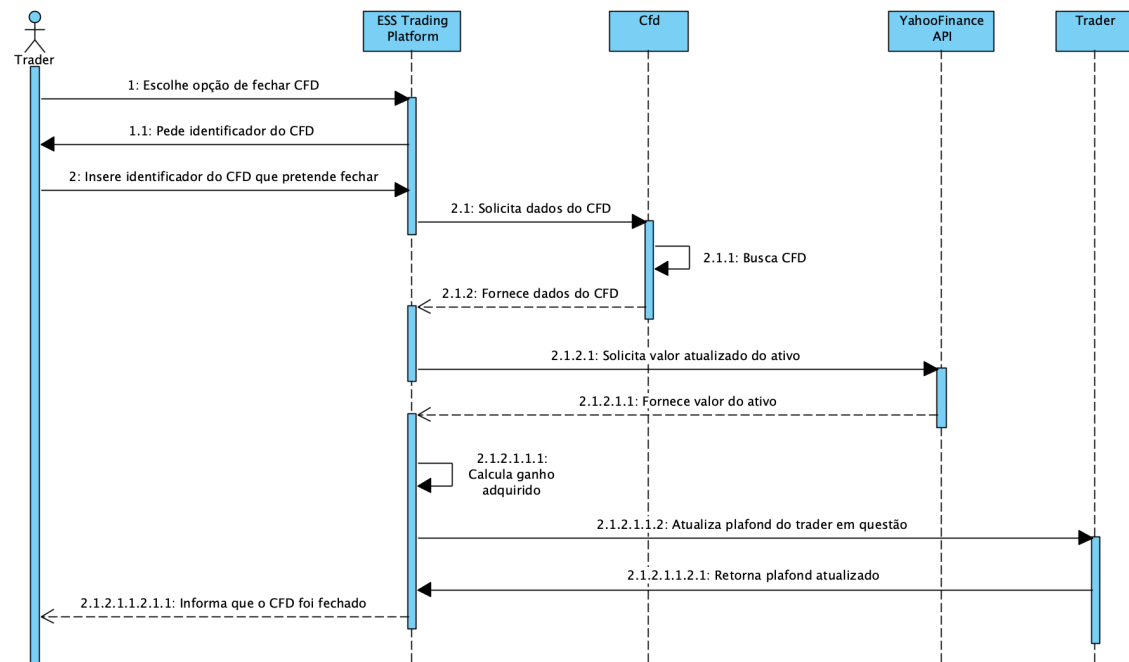 ESS Trading
Platform
Cfd
YahooFinance
API
Trader
Trader
1: Escolhe opção de fechar CFD
1.1: Pede identificador do CFD
2: Insere identificador do CFD que pretende fechar
2.1: Solicita dados do CFD
2.1.1: Busca CFD
2.1.2: Fornece dados do CFD
2.1.2.1: Solicita valor atualizado do ativo
2.1.2.1.1: Fornece valor do ativo
2.1.2.1.1.1:
Calcula ganho
adquirido
2.1.2.1.1.2: Atualiza plafond do trader em questão
2.1.2.1.1.2.1: Retorna plafond atualizado
2.1.2.1.1.2.1.1: Informa que o CFD foi fechado